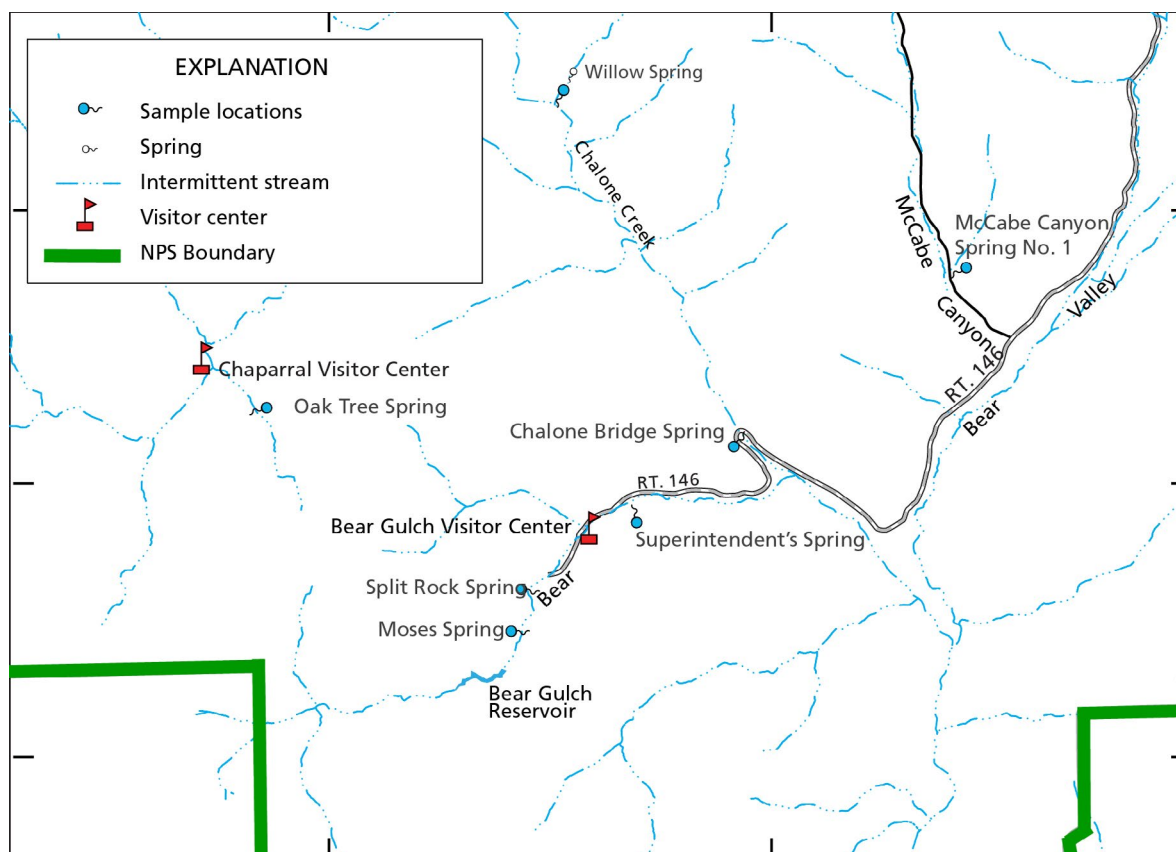 EXPLANATION
Sample locations
Spring
Intermittent stream
Visitor center
NPS Boundary
Willow Spring
Chalone Creek
McCabe
Canyon
McCabe Canyon
Spring No. 1
Valley
Bear
RT. 146
Chaparral Visitor Center
Oak Tree Spring
Chalone Bridge Spring
RT. 146
Bear Gulch Visitor Center
Superintendent's Spring
Split Rock Spring
Bear
Moses Spring
Bear Gulch
Reservoir